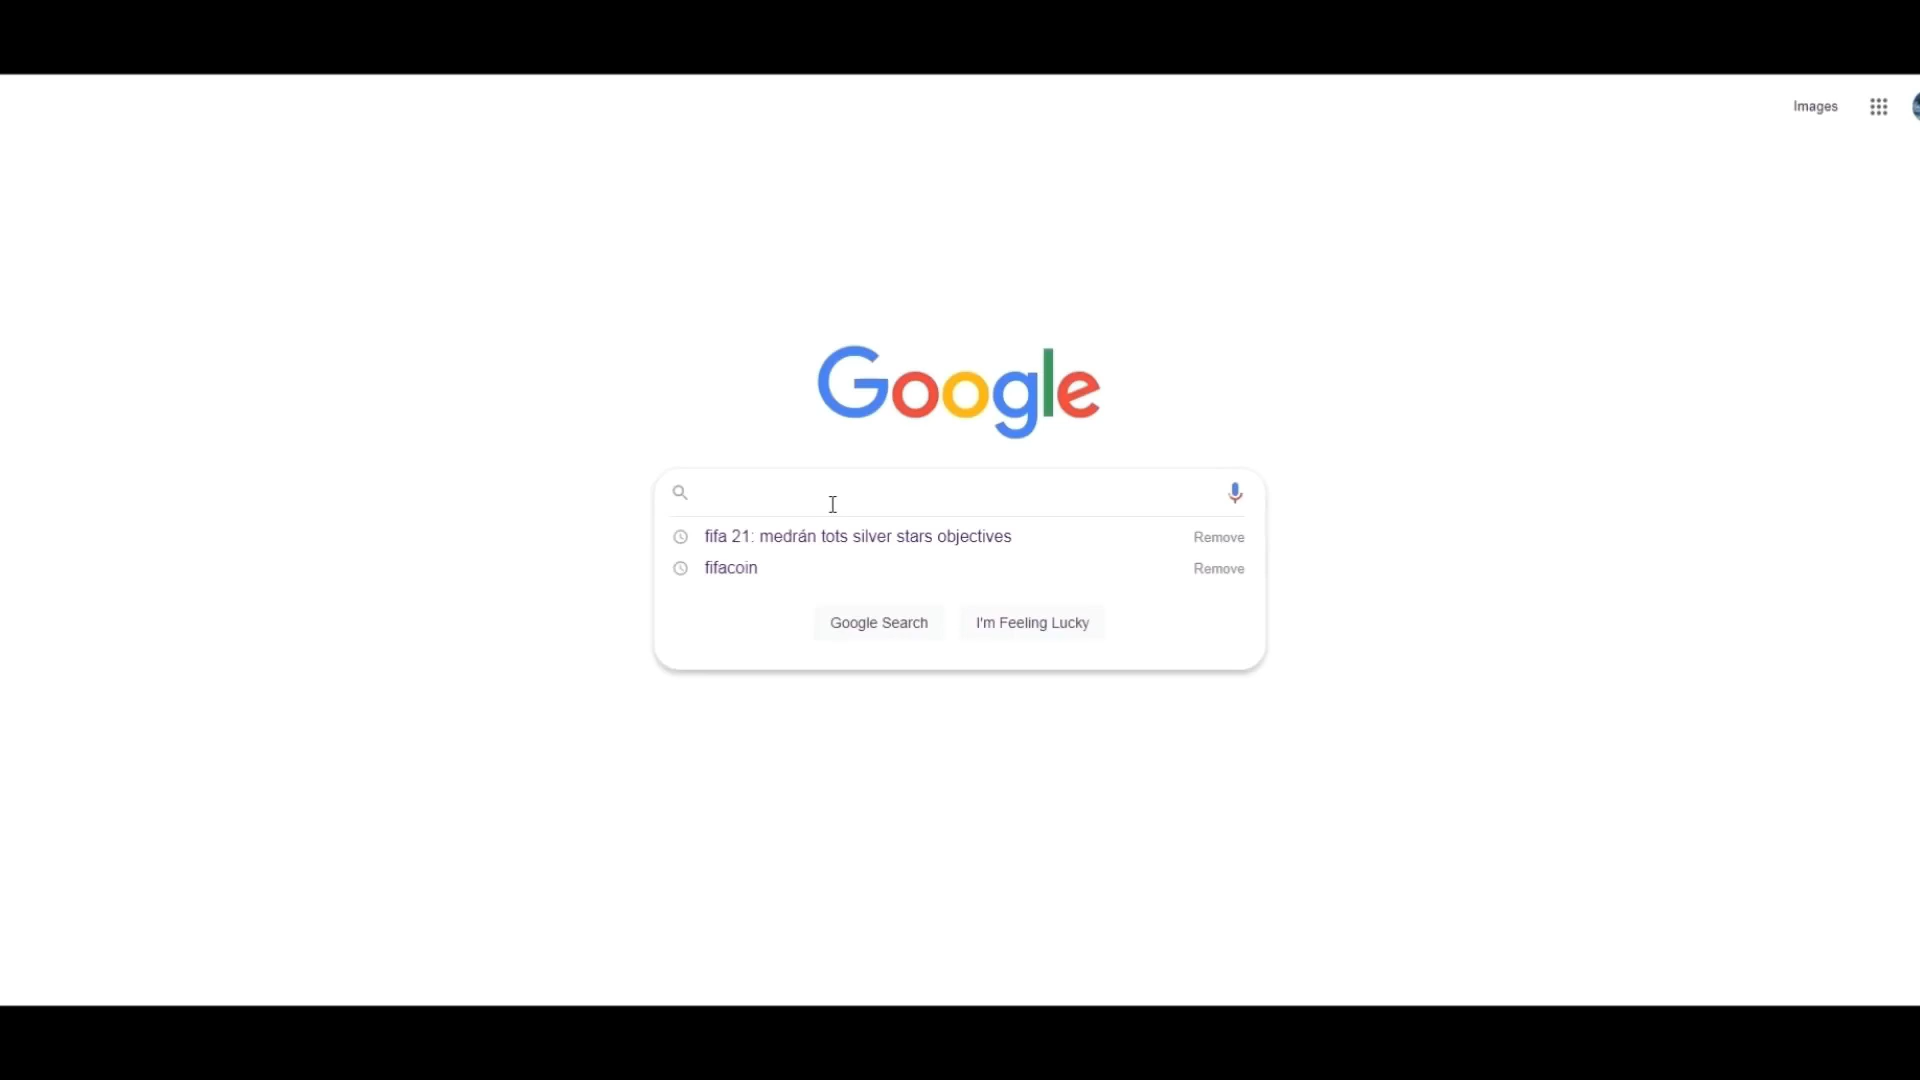 Images
Google
fifa 21: medrán tots silver stars objectives Remove
fifacoin Remove
Google Search I'm Feeling Lucky